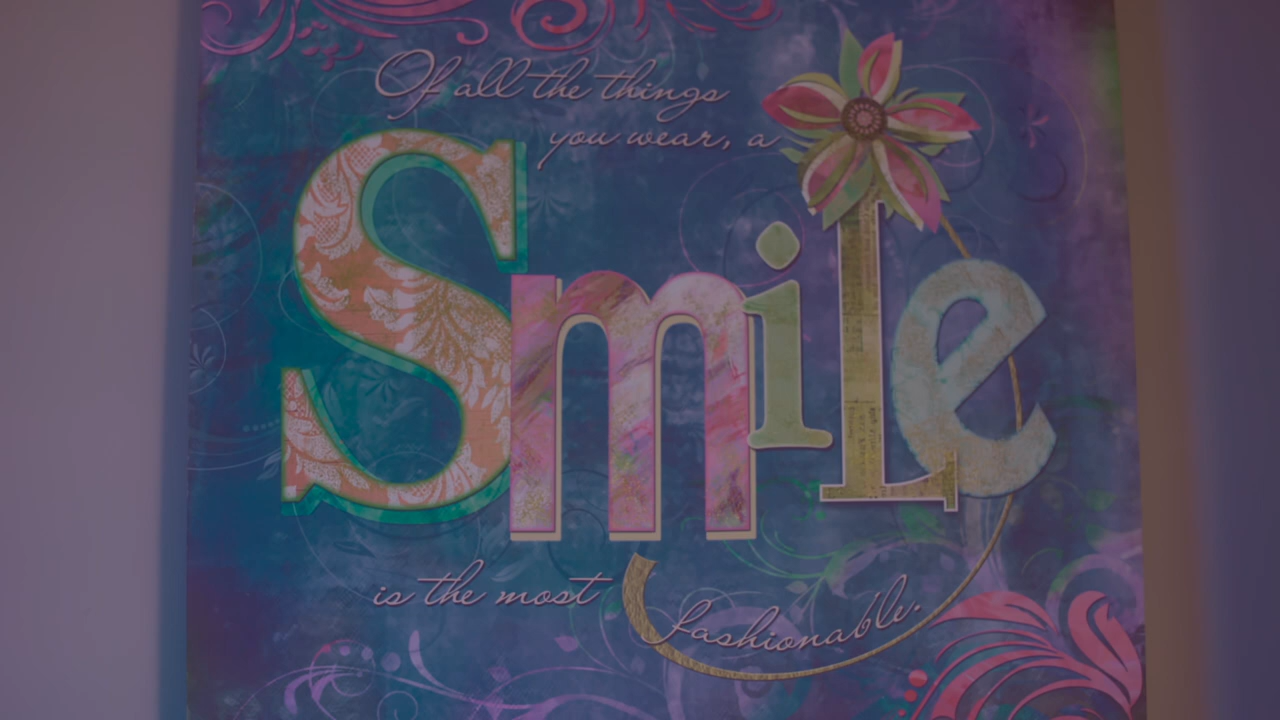 Of all the things
you wear, a
Smile
is the most
fashionable.